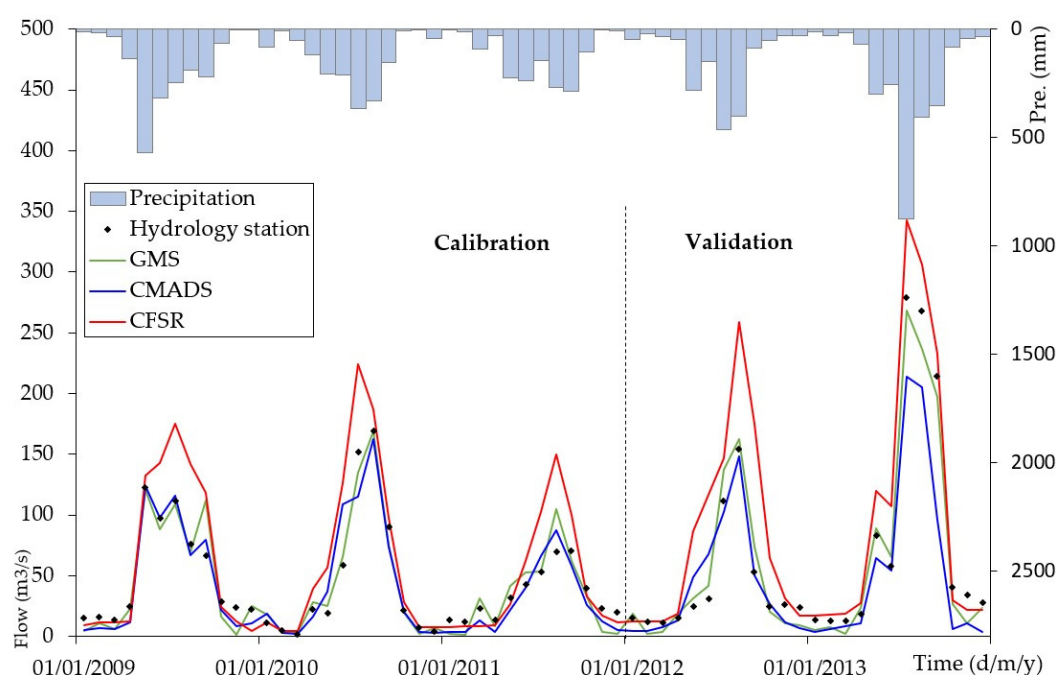 500
450
400
350
300
250
200
150
100
50
0
Flow (m3/s)
0
500
1000
1500
2000
2500
Pre. (mm)
Precipitation
Hydrology station
GMS
CMADS
CFSR
Calibration
Validation
01/01/2009
01/01/2010
01/01/2011
01/01/2012
01/01/2013
Time (d/m/y)